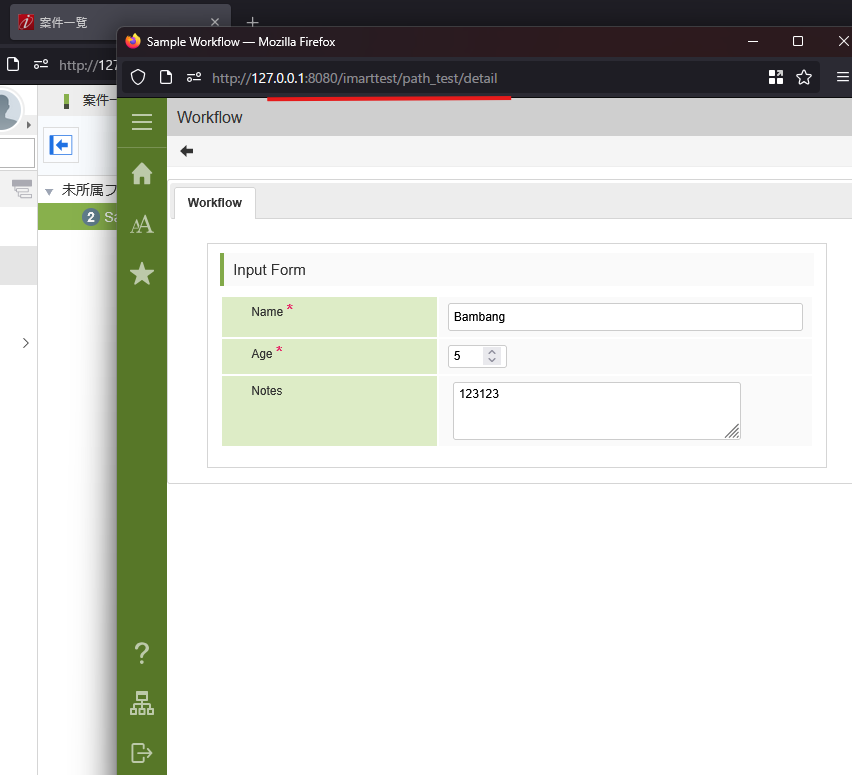 案件一覧
Sample Workflow — Mozilla Firefox
http://127
http://127.0.0.1:8080/imarttest/path_test/detail
案件一
Workflow
未所属フ
Workflow
2 Sa
Input Form
Name *
Bambang
Age *
5
Notes
123123